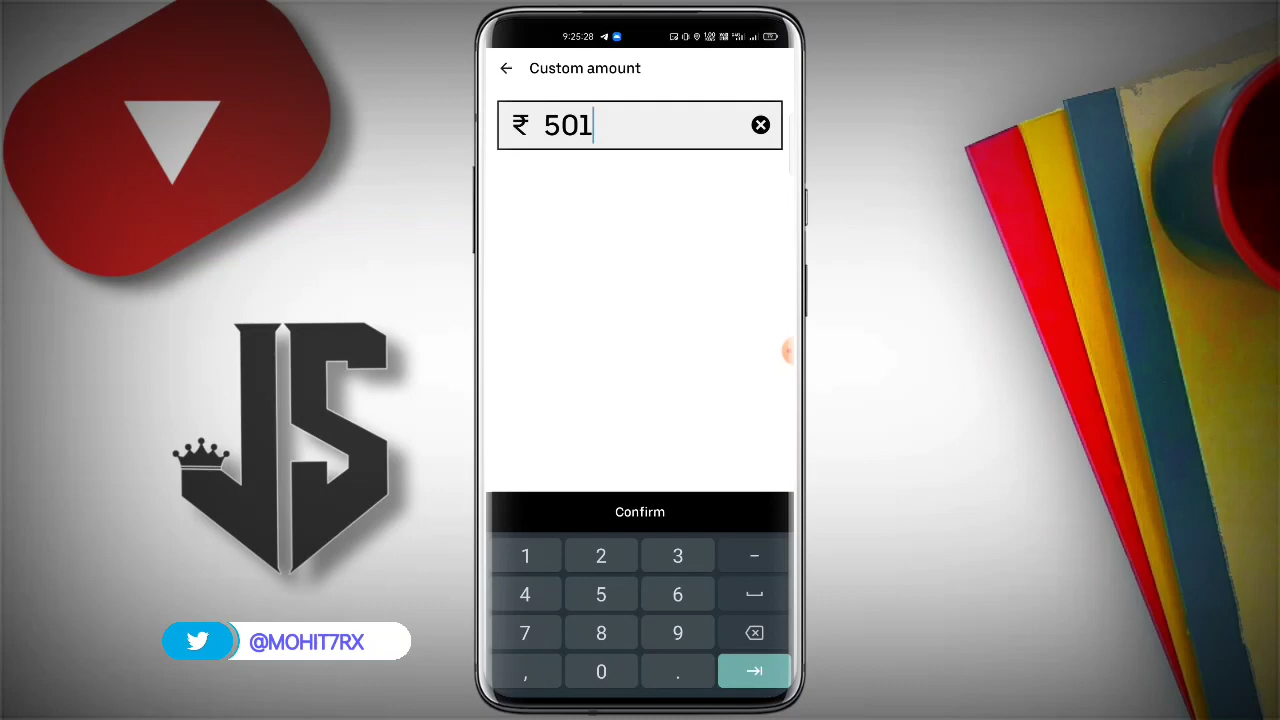 9:25:28
Custom amount
₹ 501
Confirm
1 2 3 -
4 5 6
7 8 9
, 0 .
JS
@MOHIT7RX